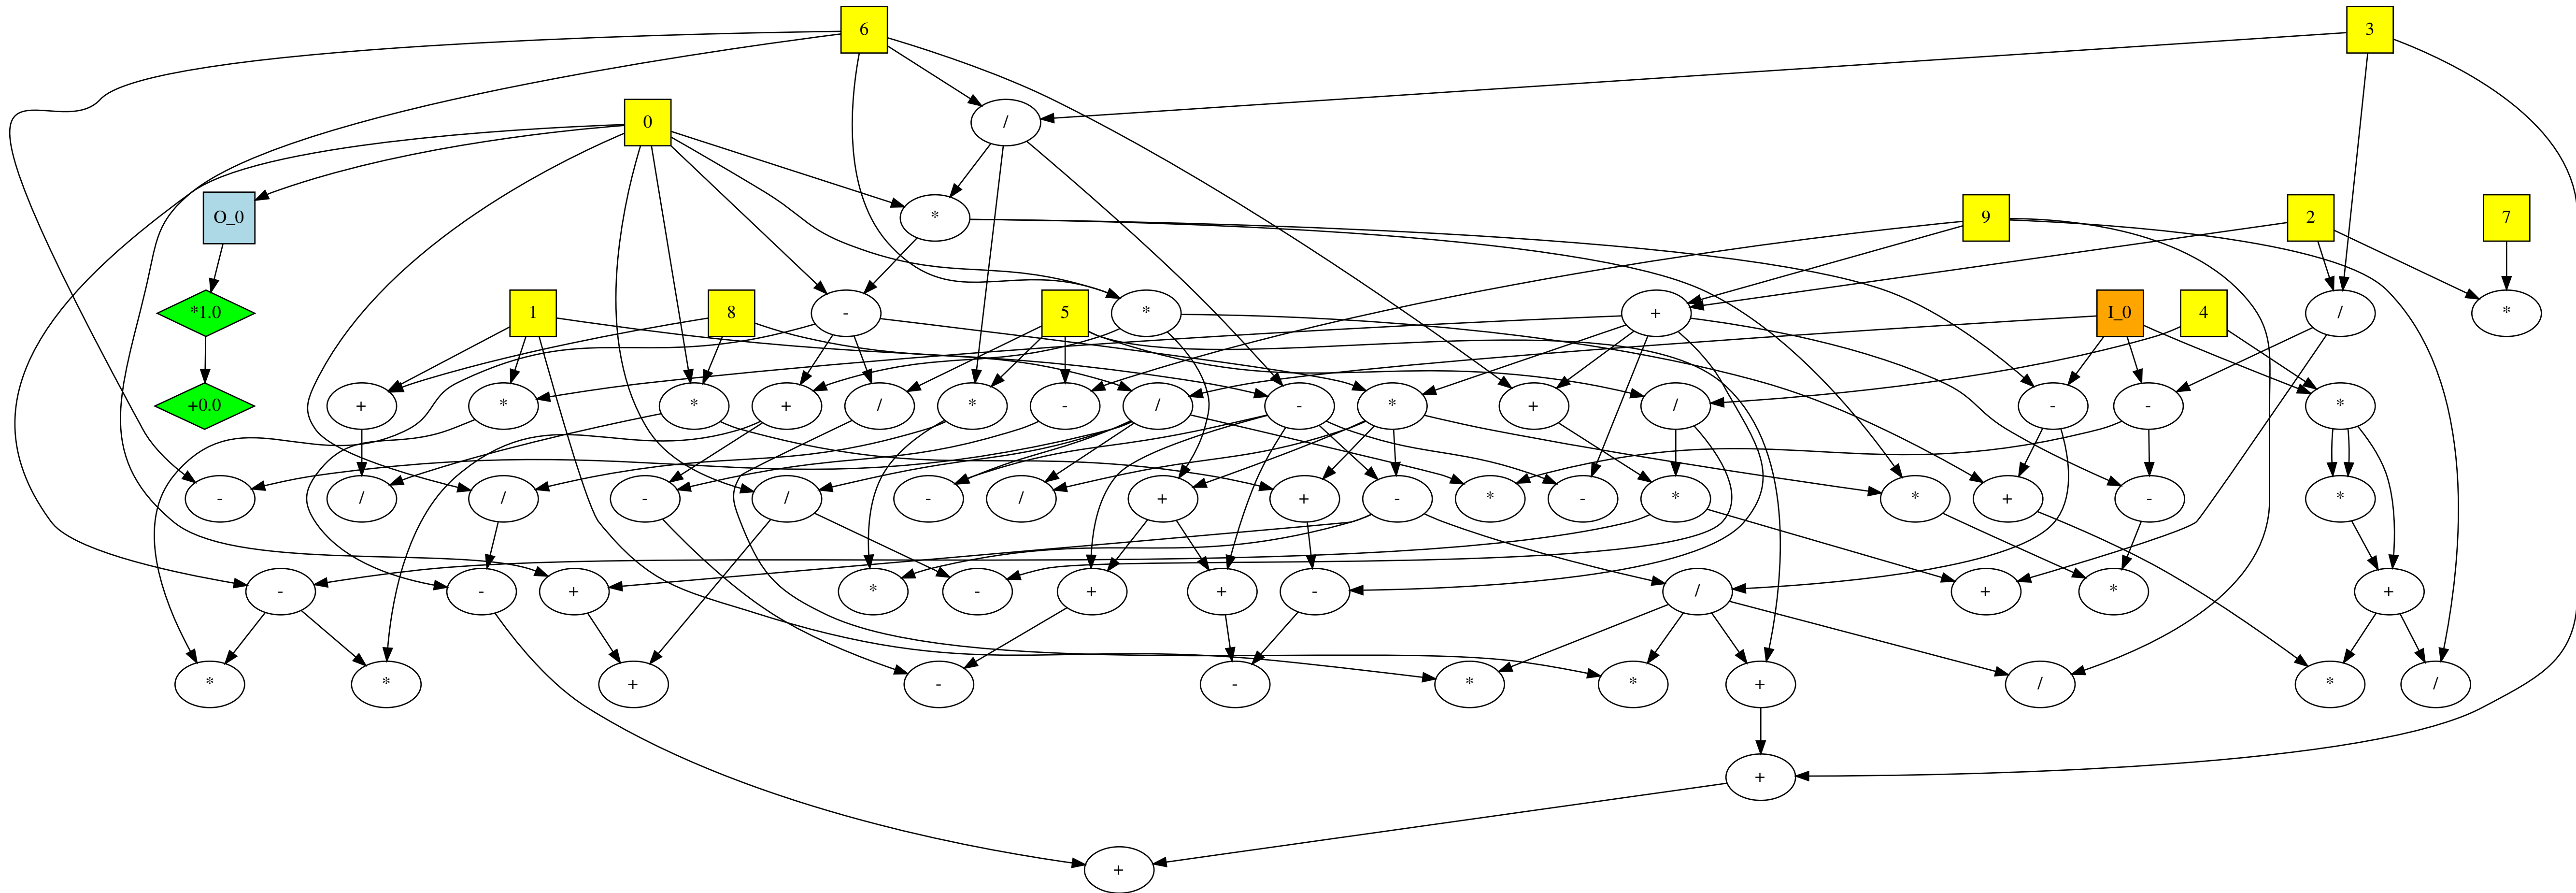 6 3
0 /
O_0 * 9 2 7
*1.0 1 8 - 5 * + I_0 4 / *
+0.0 + * * + / * - / - * + / - - *
- / / - / - / + + - * - * * + - *
- - + * - + + - / + * +
* * + - - * * + / * /
+
+